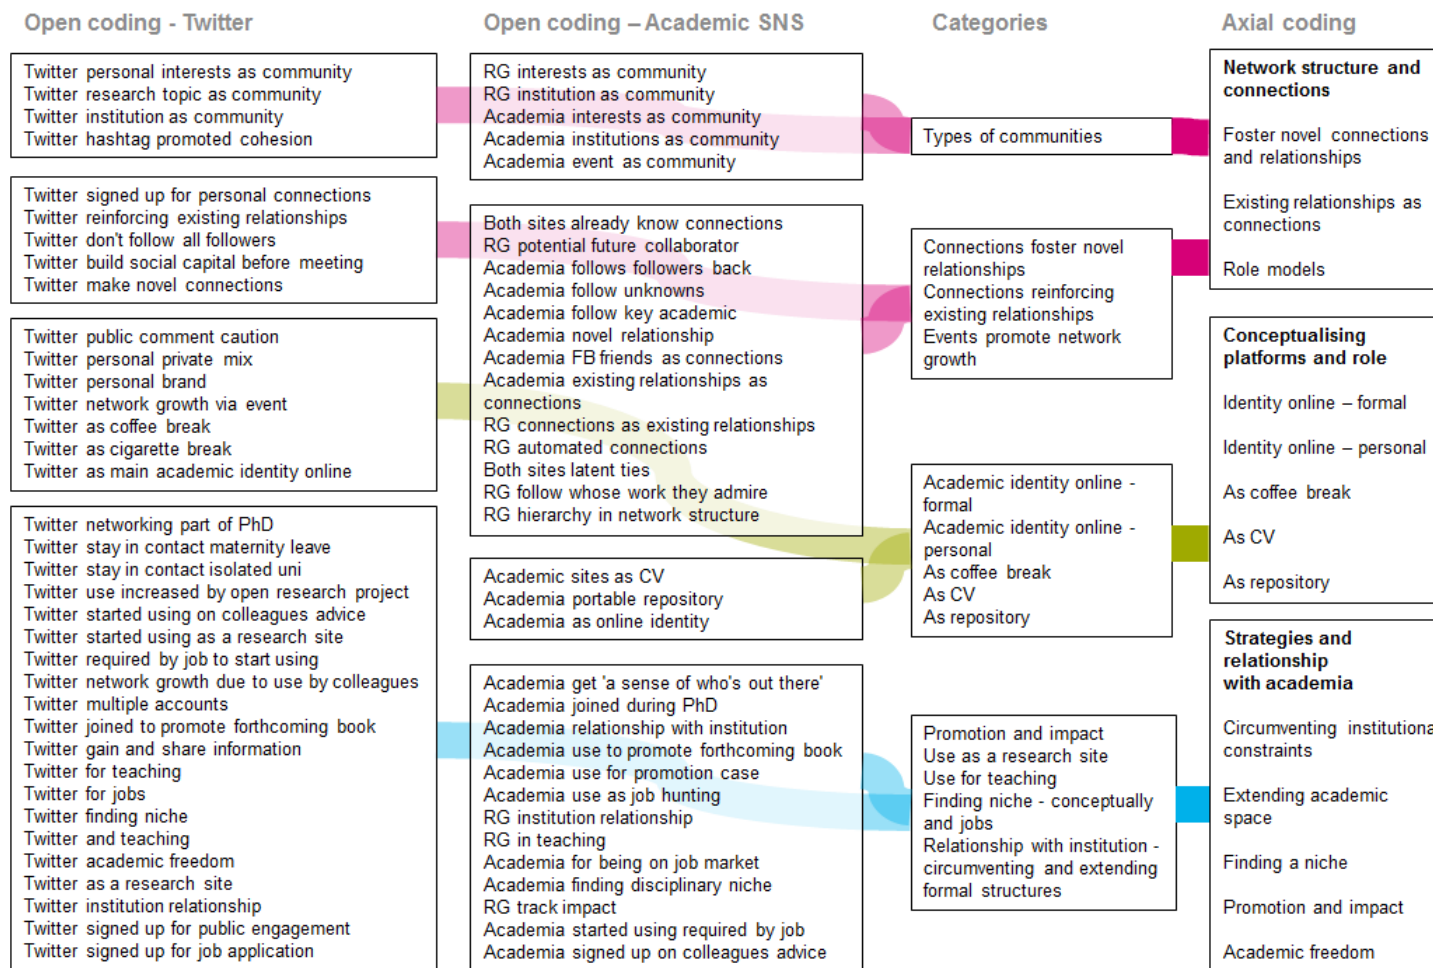 Open coding - Twitter
Twitter personal interests as community
Twitter research topic as community
Twitter institution as community
Twitter hashtag promoted cohesion
Twitter signed up for personal connections
Twitter reinforcing existing relationships
Twitter don't follow all followers
Twitter build social capital before meeting
Twitter make novel connections
Twitter public comment caution
Twitter personal private mix
Twitter personal brand
Twitter network growth via event
Twitter as coffee break
Twitter as cigarette break
Twitter as main academic identity online
Twitter networking part of PhD
Twitter stay in contact maternity leave
Twitter stay in contact isolated uni
Twitter use increased by open research project
Twitter started using on colleagues advice
Twitter started using as a research site
Twitter required by job to start using
Twitter network growth due to use by colleagues
Twitter multiple accounts
Twitter joined to promote forthcoming book
Twitter gain and share information
Twitter for teaching
Twitter for jobs
Twitter finding niche
Twitter and teaching
Twitter academic freedom
Twitter as a research site
Twitter institution relationship
Twitter signed up for public engagement
Twitter signed up for job application
Open coding – Academic SNS
RG interests as community
RG institution as community
Academia interests as community
Academia institutions as community
Academia event as community
Both sites already know connections
RG potential future collaborator
Academia follows followers back
Academia follow unknowns
Academia follow key academic
Academia novel relationship
Academia FB friends as connections
Academia existing relationships as
connections
RG connections as existing relationships
RG automated connections
Both sites latent ties
RG follow whose work they admire
RG hierarchy in network structure
Academic sites as CV
Academia portable repository
Academia as online identity
Academia get 'a sense of who's out there'
Academia joined during PhD
Academia relationship with institution
Academia use to promote forthcoming book
Academia use for promotion case
Academia use as job hunting
RG institution relationship
RG in teaching
Academia for being on job market
Academia finding disciplinary niche
RG track impact
Academia started using required by job
Academia signed up on colleagues advice
Categories
Types of communities
Connections foster novel
relationships
Connections reinforcing
existing relationships
Events promote network
growth
Academic identity online -
formal
Academic identity online -
personal
As coffee break
As CV
As repository
Promotion and impact
Use as a research site
Use for teaching
Finding niche - conceptually
and jobs
Relationship with institution -
circumventing and extending
formal structures
Axial coding
Network structure and
connections
Foster novel connections
and relationships
Existing relationships as
connections
Role models
Conceptualising
platforms and role
Identity online – formal
Identity online – personal
As coffee break
As CV
As repository
Strategies and
relationship
with academia
Circumventing institutiona
constraints
Extending academic
space
Finding a niche
Promotion and impact
Academic freedom